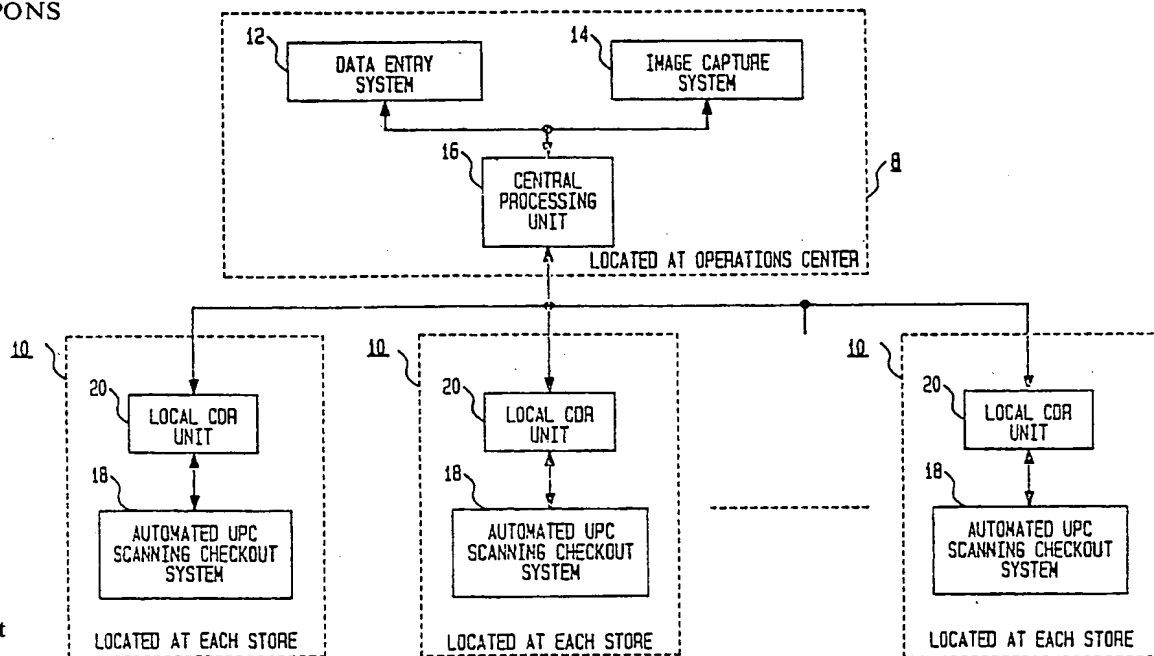 PONS
12
DATA ENTRY
SYSTEM
14
IMAGE CAPTURE
SYSTEM
16
CENTRAL
PROCESSING
UNIT
8
LOCATED AT OPERATIONS CENTER
10
20
LOCAL CDR
UNIT
18
AUTOMATED UPC
SCANNING CHECKOUT
SYSTEM
LOCATED AT EACH STORE
10
20
LOCAL CDR
UNIT
18
AUTOMATED UPC
SCANNING CHECKOUT
SYSTEM
LOCATED AT EACH STORE
10
20
LOCAL CDR
UNIT
18
AUTOMATED UPC
SCANNING CHECKOUT
SYSTEM
LOCATED AT EACH STORE
t